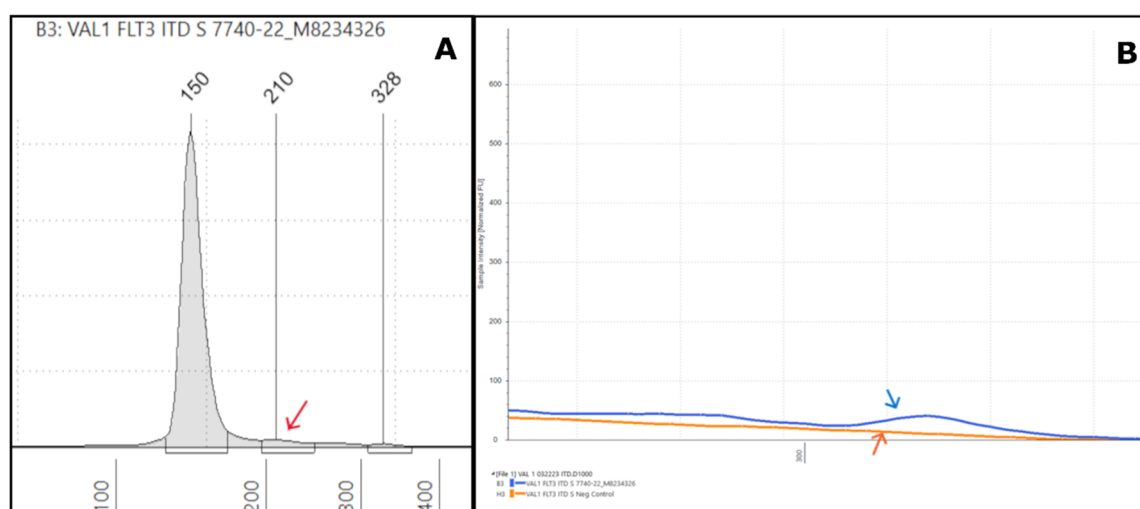 B3: VAL1 FLT3 ITD S 7740-22_M8234326
A
150
210
328
100
200
300
400
B
Sample Intensity [Normalized FU]
600
500
400
300
200
100
0
300
[File 1] VAL 1 032223 ITD.D1000
B3 VAL1 FLT3 ITD S 7740-22_M8234326
H3 VAL1 FLT3 ITD S Neg Control